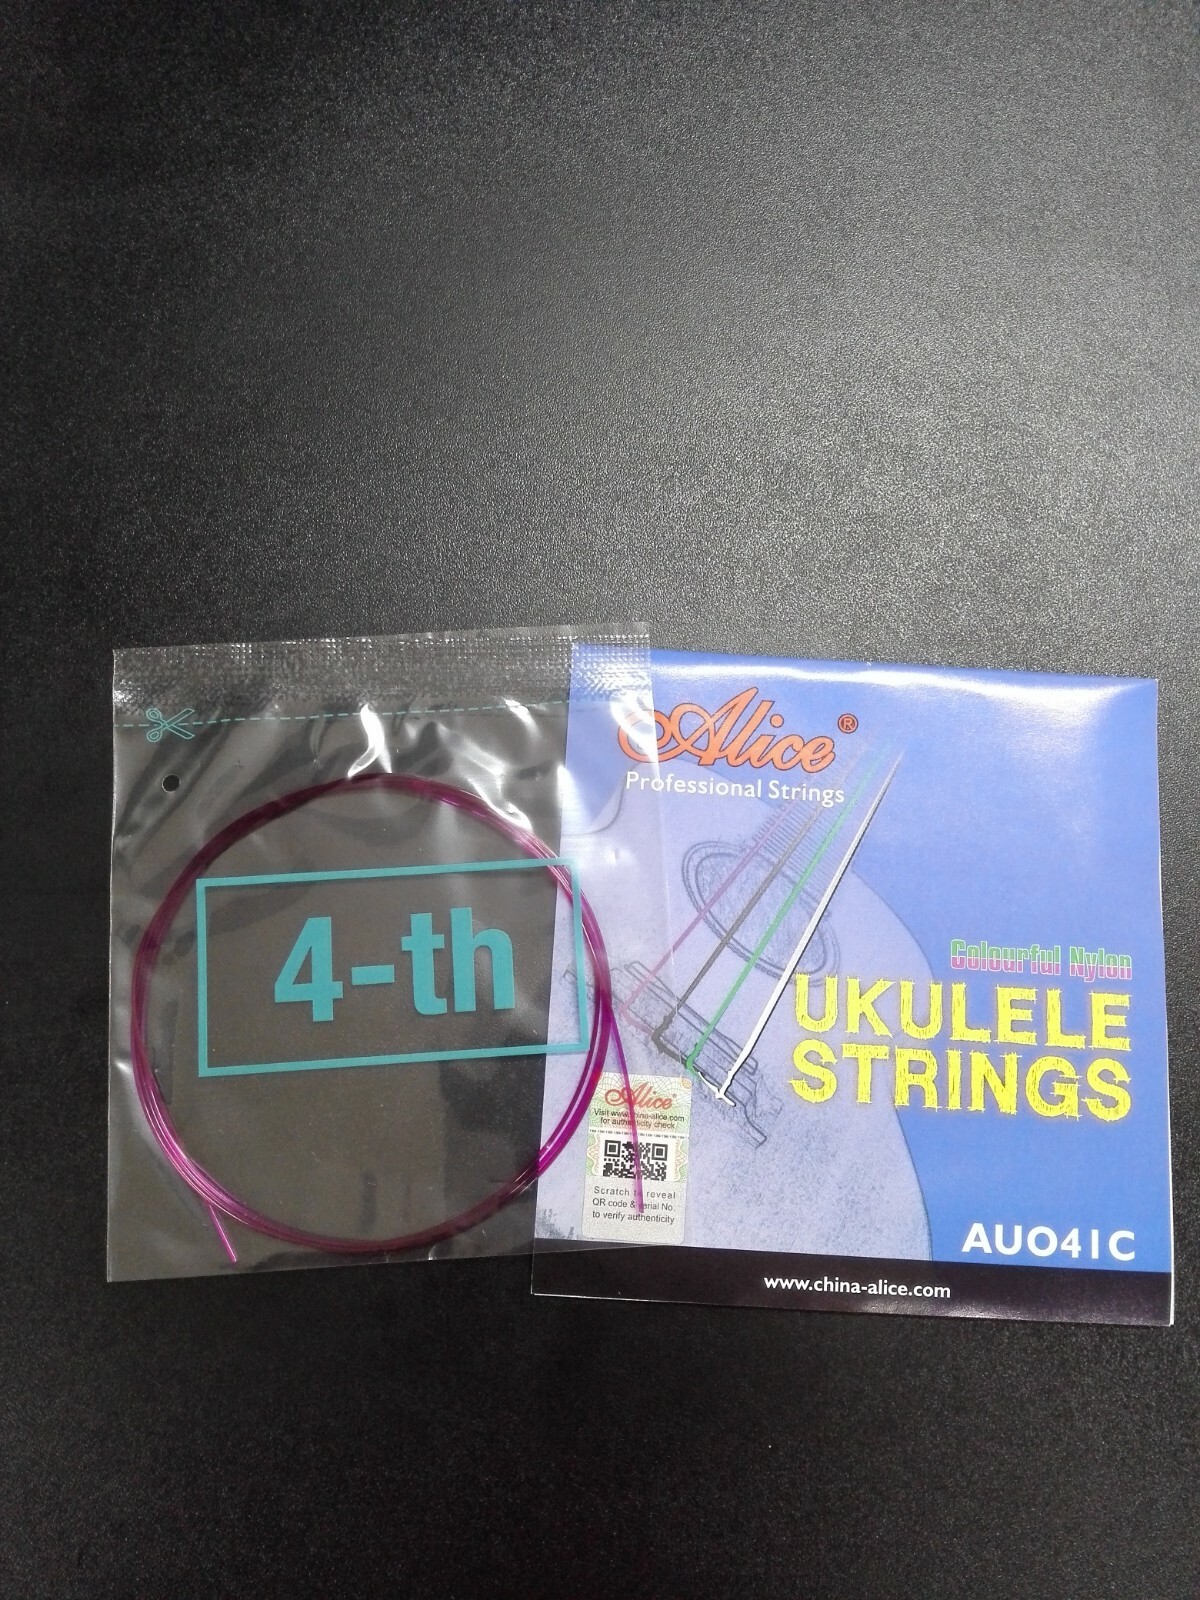 4-th
Alice®
Professional Strings
Colourful Nylon
UKULELE
STRINGS
Alice®
Visit www.china-alice.com
for authenticity check
Scratch to reveal
QR code & serial No.
to verify authenticity
AU041C
www.china-alice.com